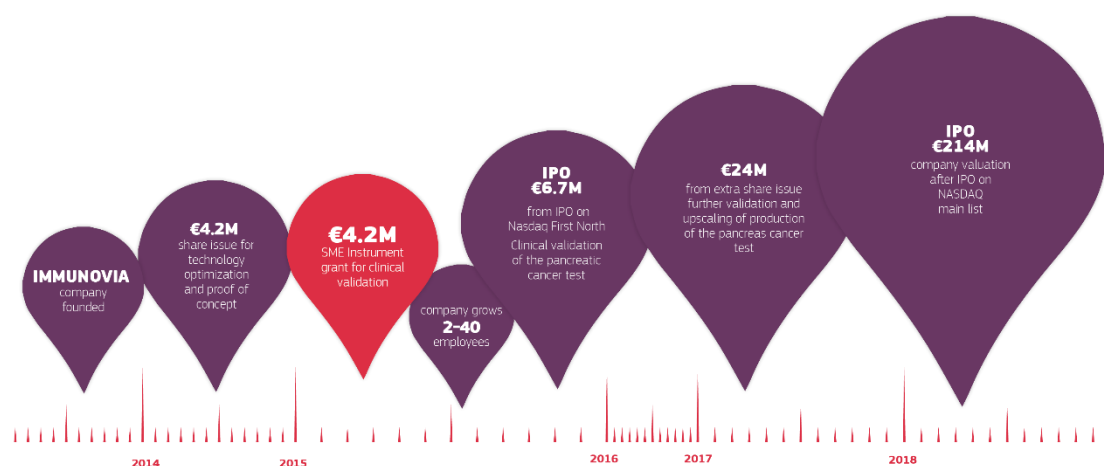 IMMUNOVIA
company
founded
€4.2M
share issue for
technology
optimization
and proof of
concept
€4.2M
SME Instrument
grant for clinical
validation
company grows
2-40
employees
IPO
€6.7M
from IPO on
Nasdaq First North
Clinical validation
of the pancreatic
cancer test
€24M
from extra share issue
further validation and
upscaling of production
of the pancreas cancer
test
IPO
€214M
company valuation
after IPO on
NASDAQ
main list
2014
2015
2016
2017
2018